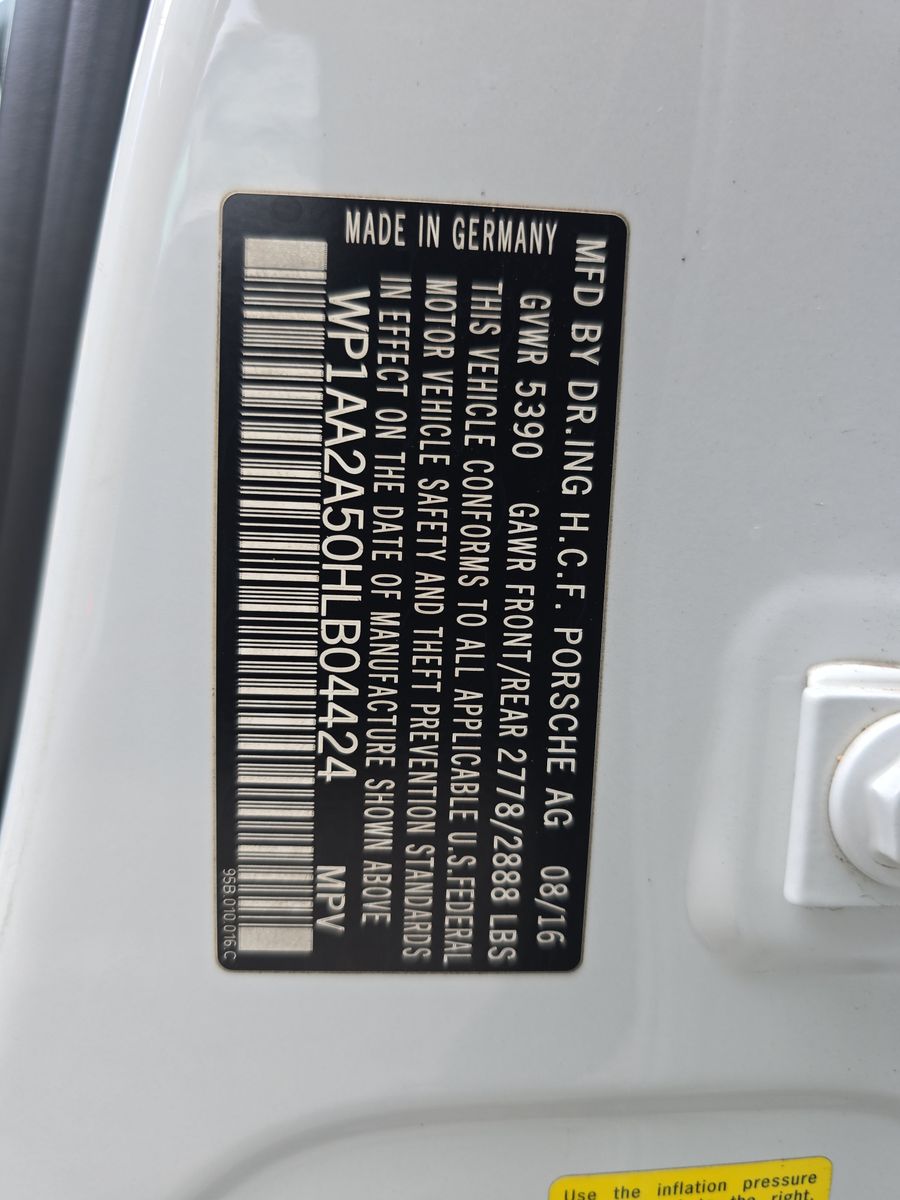 MFD BY DR.ING H.C.F. PORSCHE AG 08/16
GVWR 5390 GAWR FRONT/REAR 2778/2888 LBS
THIS VEHICLE CONFORMS TO ALL APPLICABLE U.S.FEDERAL
MOTOR VEHICLE SAFETY AND THEFT PREVENTION STANDARDS
IN EFFECT ON THE DATE OF MANUFACTURE SHOWN ABOVE
MADE IN GERMANY
WP1AA2A50HLB04424 MPV
95B.010.016.C
Use the inflation pressure
the right,